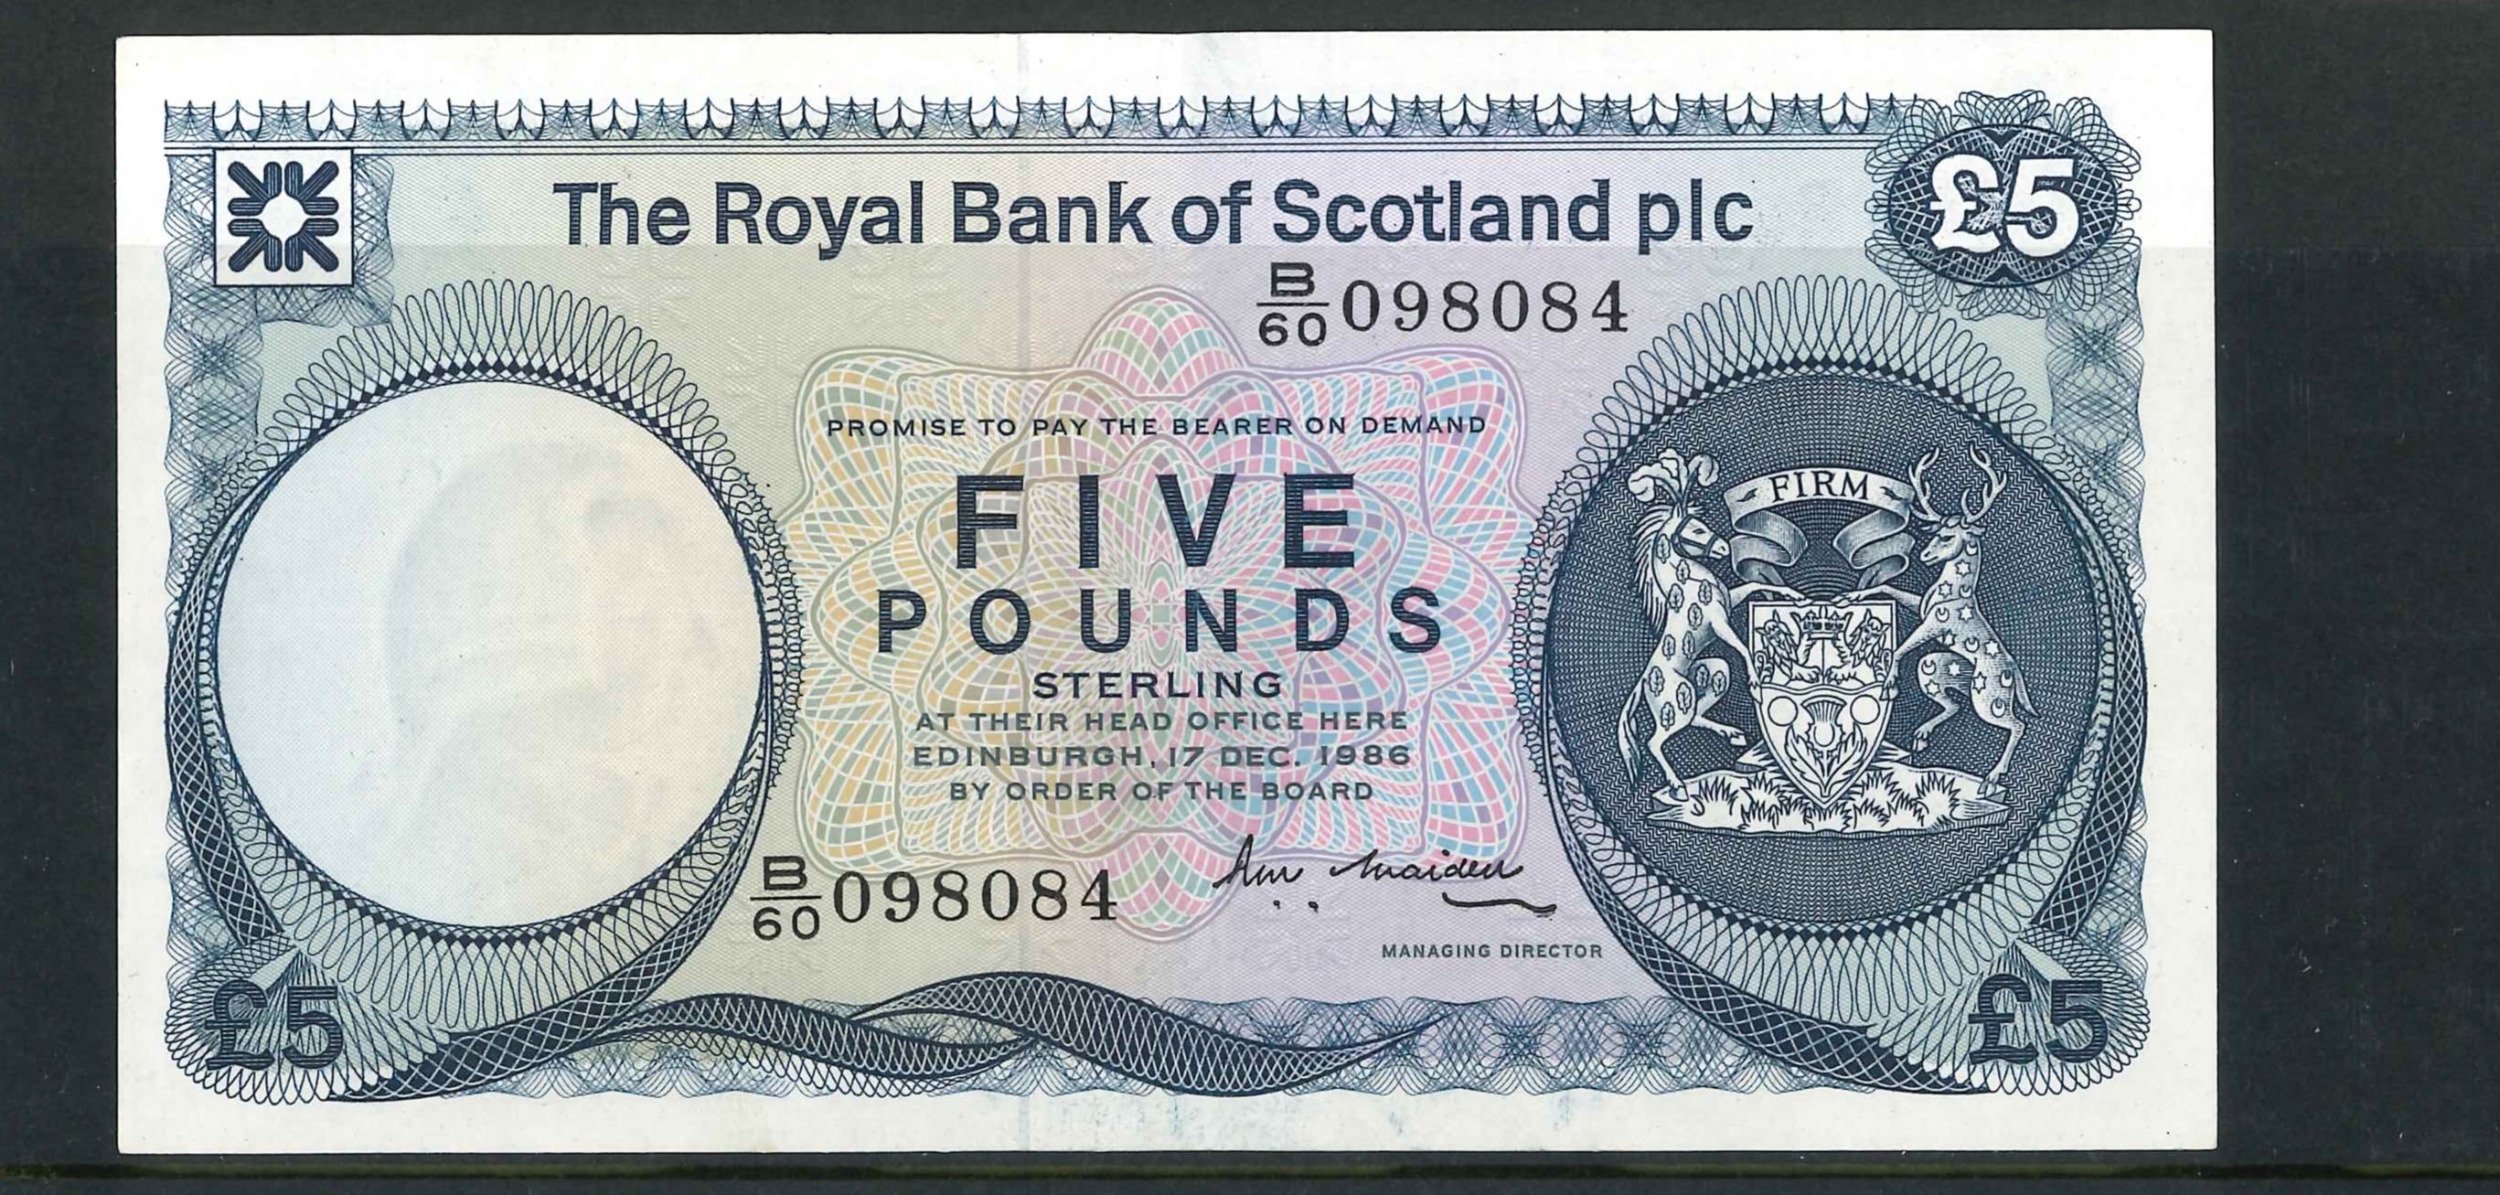 The Royal Bank of Scotland plc
£5
B/60 098084
PROMISE TO PAY THE BEARER ON DEMAND
FIVE
POUNDS
STERLING
AT THEIR HEAD OFFICE HERE
EDINBURGH, 17 DEC. 1986
BY ORDER OF THE BOARD
FIRM
B/60 098084
MANAGING DIRECTOR
£5
£5